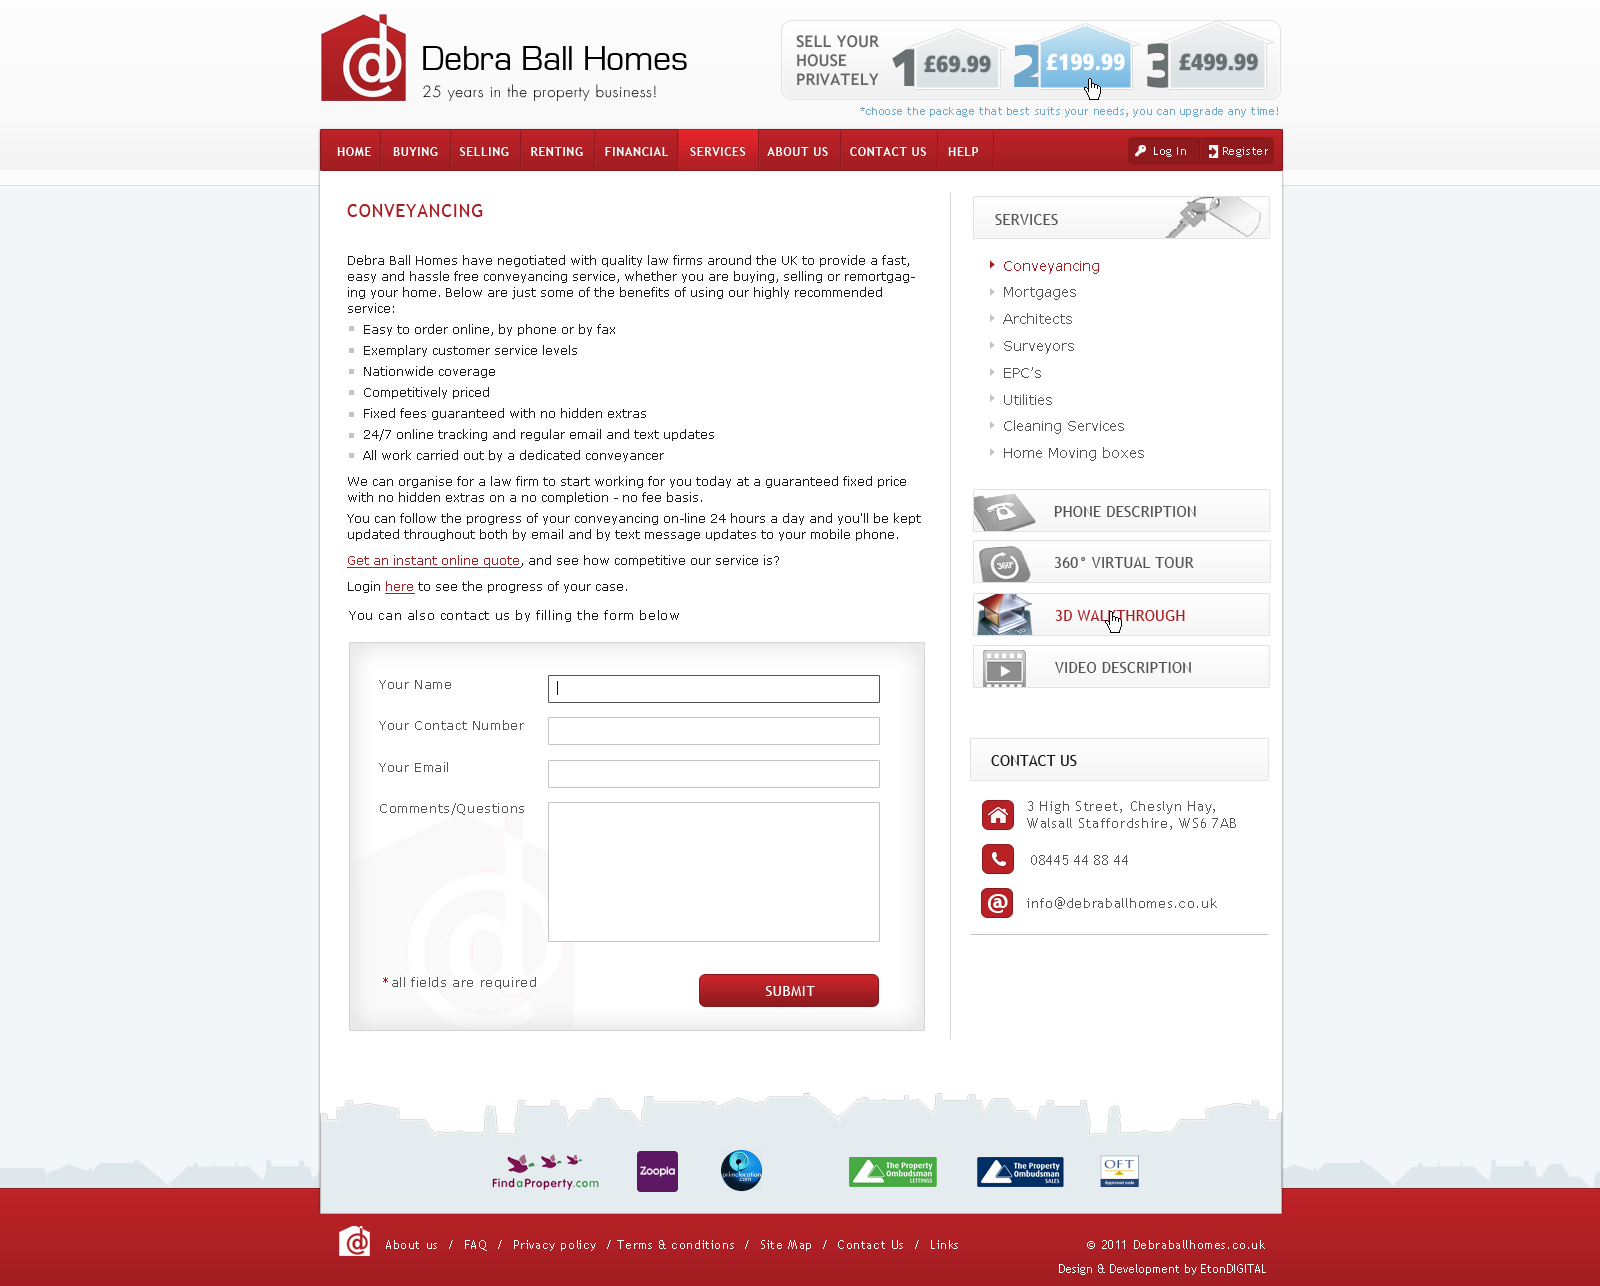 Debra Ball Homes
25 years in the property business!
SELL YOUR
HOUSE
PRIVATELY
1 £69.99
2 £199.99
3 £499.99
*choose the package that best suits your needs, you can upgrade any time!
HOME BUYING SELLING RENTING FINANCIAL SERVICES ABOUT US CONTACT US HELP
Log In Register
CONVEYANCING
Debra Ball Homes have negotiated with quality law firms around the UK to provide a fast,
easy and hassle free conveyancing service, whether you are buying, selling or remortgag-
ing your home. Below are just some of the benefits of using our highly recommended
service:
Easy to order online, by phone or by fax
Exemplary customer service levels
Nationwide coverage
Competitively priced
Fixed fees guaranteed with no hidden extras
24/7 online tracking and regular email and text updates
All work carried out by a dedicated conveyancer
We can organise for a law firm to start working for you today at a guaranteed fixed price
with no hidden extras on a no completion - no fee basis.
You can follow the progress of your conveyancing on-line 24 hours a day and you'll be kept
updated throughout both by email and by text message updates to your mobile phone.
Get an instant online quote, and see how competitive our service is?
Login here to see the progress of your case.
You can also contact us by filling the form below
Your Name
Your Contact Number
Your Email
Comments/Questions
*all fields are required
SUBMIT
SERVICES
Conveyancing
Mortgages
Architects
Surveyors
EPC's
Utilities
Cleaning Services
Home Moving boxes
PHONE DESCRIPTION
360°
360° VIRTUAL TOUR
3D WALKTHROUGH
VIDEO DESCRIPTION
CONTACT US
3 High Street, Cheslyn Hay,
Walsall Staffordshire, WS6 7AB
08445 44 88 44
info@debraballhomes.co.uk
FindaProperty.com
Zoopla
primelocation
.com
The Property
Ombudsman
LETTINGS
The Property
Ombudsman
SALES
OFT
Approved code
About us / FAQ / Privacy policy / Terms & conditions / Site Map / Contact Us / Links
© 2011 Debraballhomes.co.uk
Design & Development by EtonDIGITAL